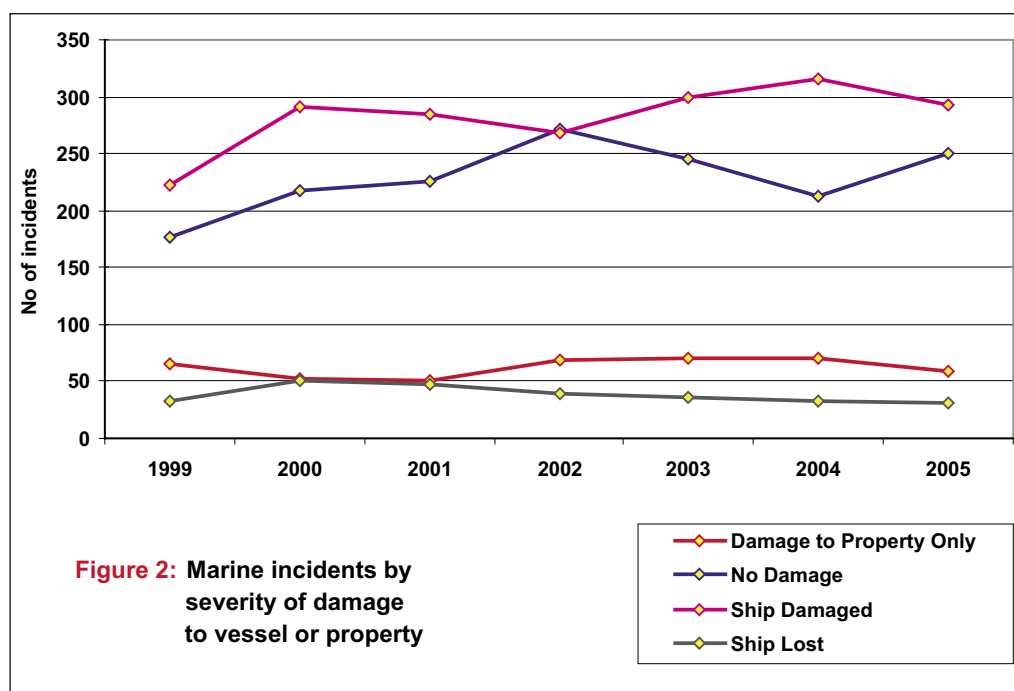 350
300
250
200
150
100
50
0
No of incidents
1999 2000 2001 2002 2003 2004 2005
Figure 2: Marine incidents by
severity of damage
to vessel or property
Damage to Property Only
No Damage
Ship Damaged
Ship Lost